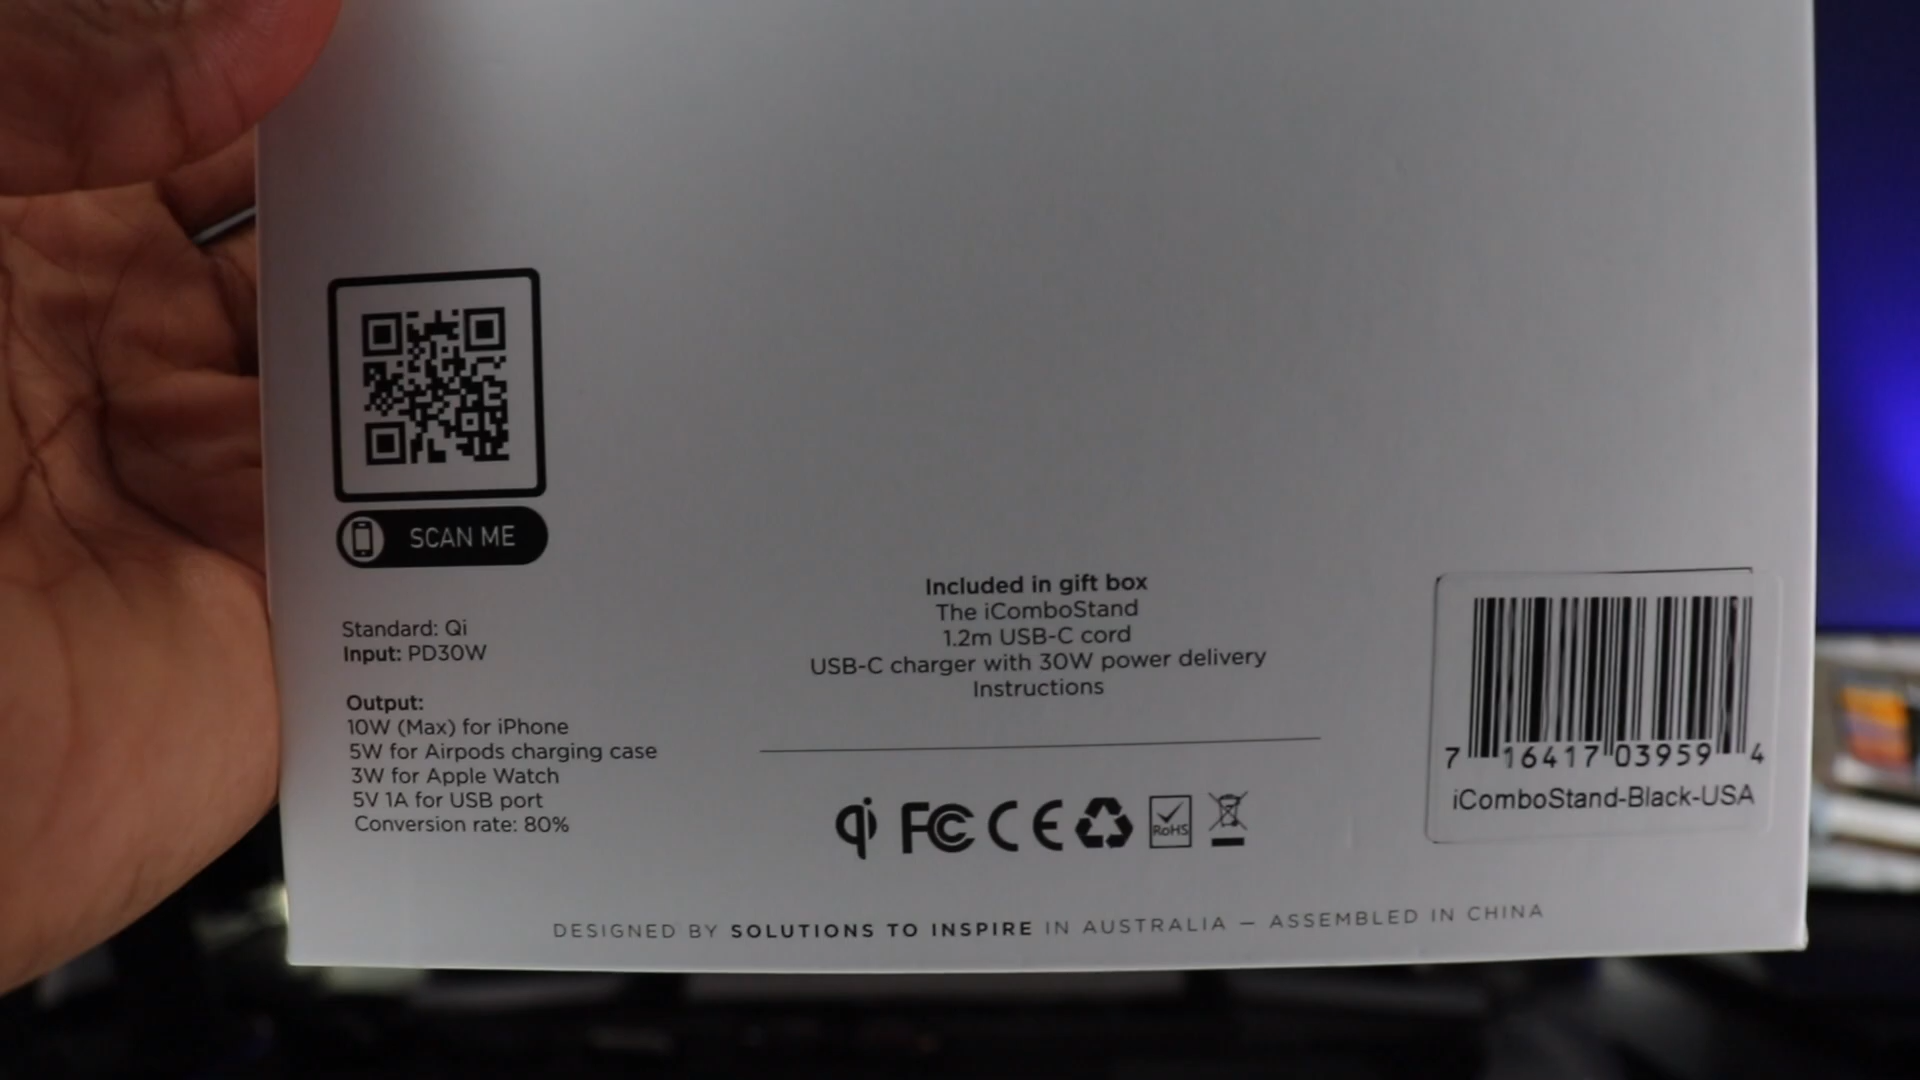 SCAN ME
Standard: Qi
Input: PD30W
Output:
10W (Max) for iPhone
5W for Airpods charging case
3W for Apple Watch
5V 1A for USB port
Conversion rate: 80%
Included in gift box
The iComboStand
1.2m USB-C cord
USB-C charger with 30W power delivery
Instructions
qi FC CE RoHS
7 16417 03959 4
iComboStand-Black-USA
DESIGNED BY SOLUTIONS TO INSPIRE IN AUSTRALIA — ASSEMBLED IN CHINA